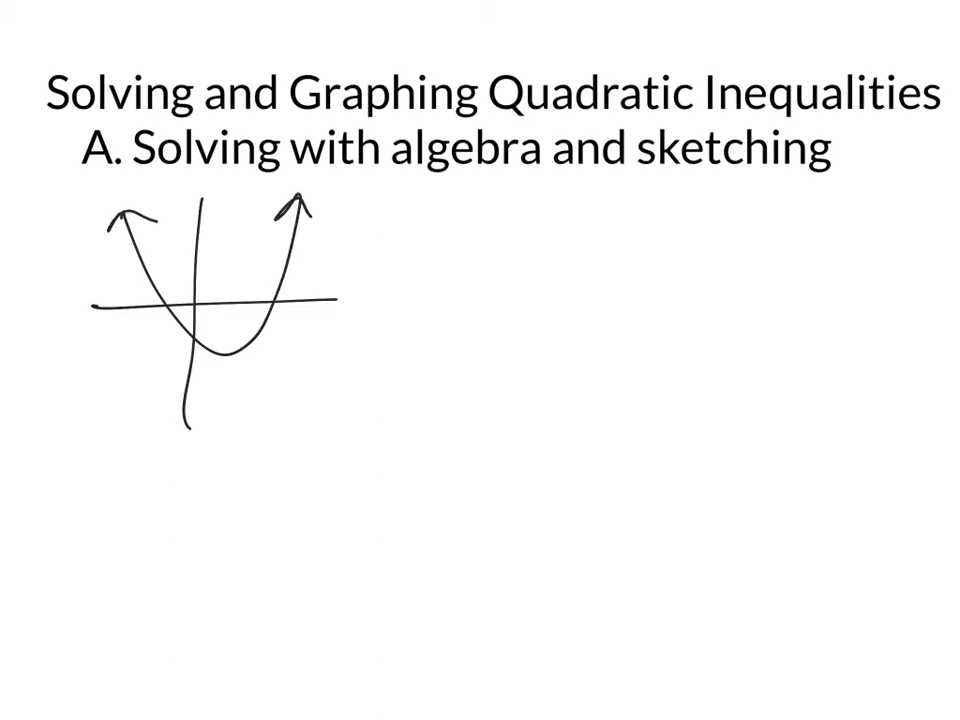 Solving and Graphing Quadratic Inequalities
A. Solving with algebra and sketching